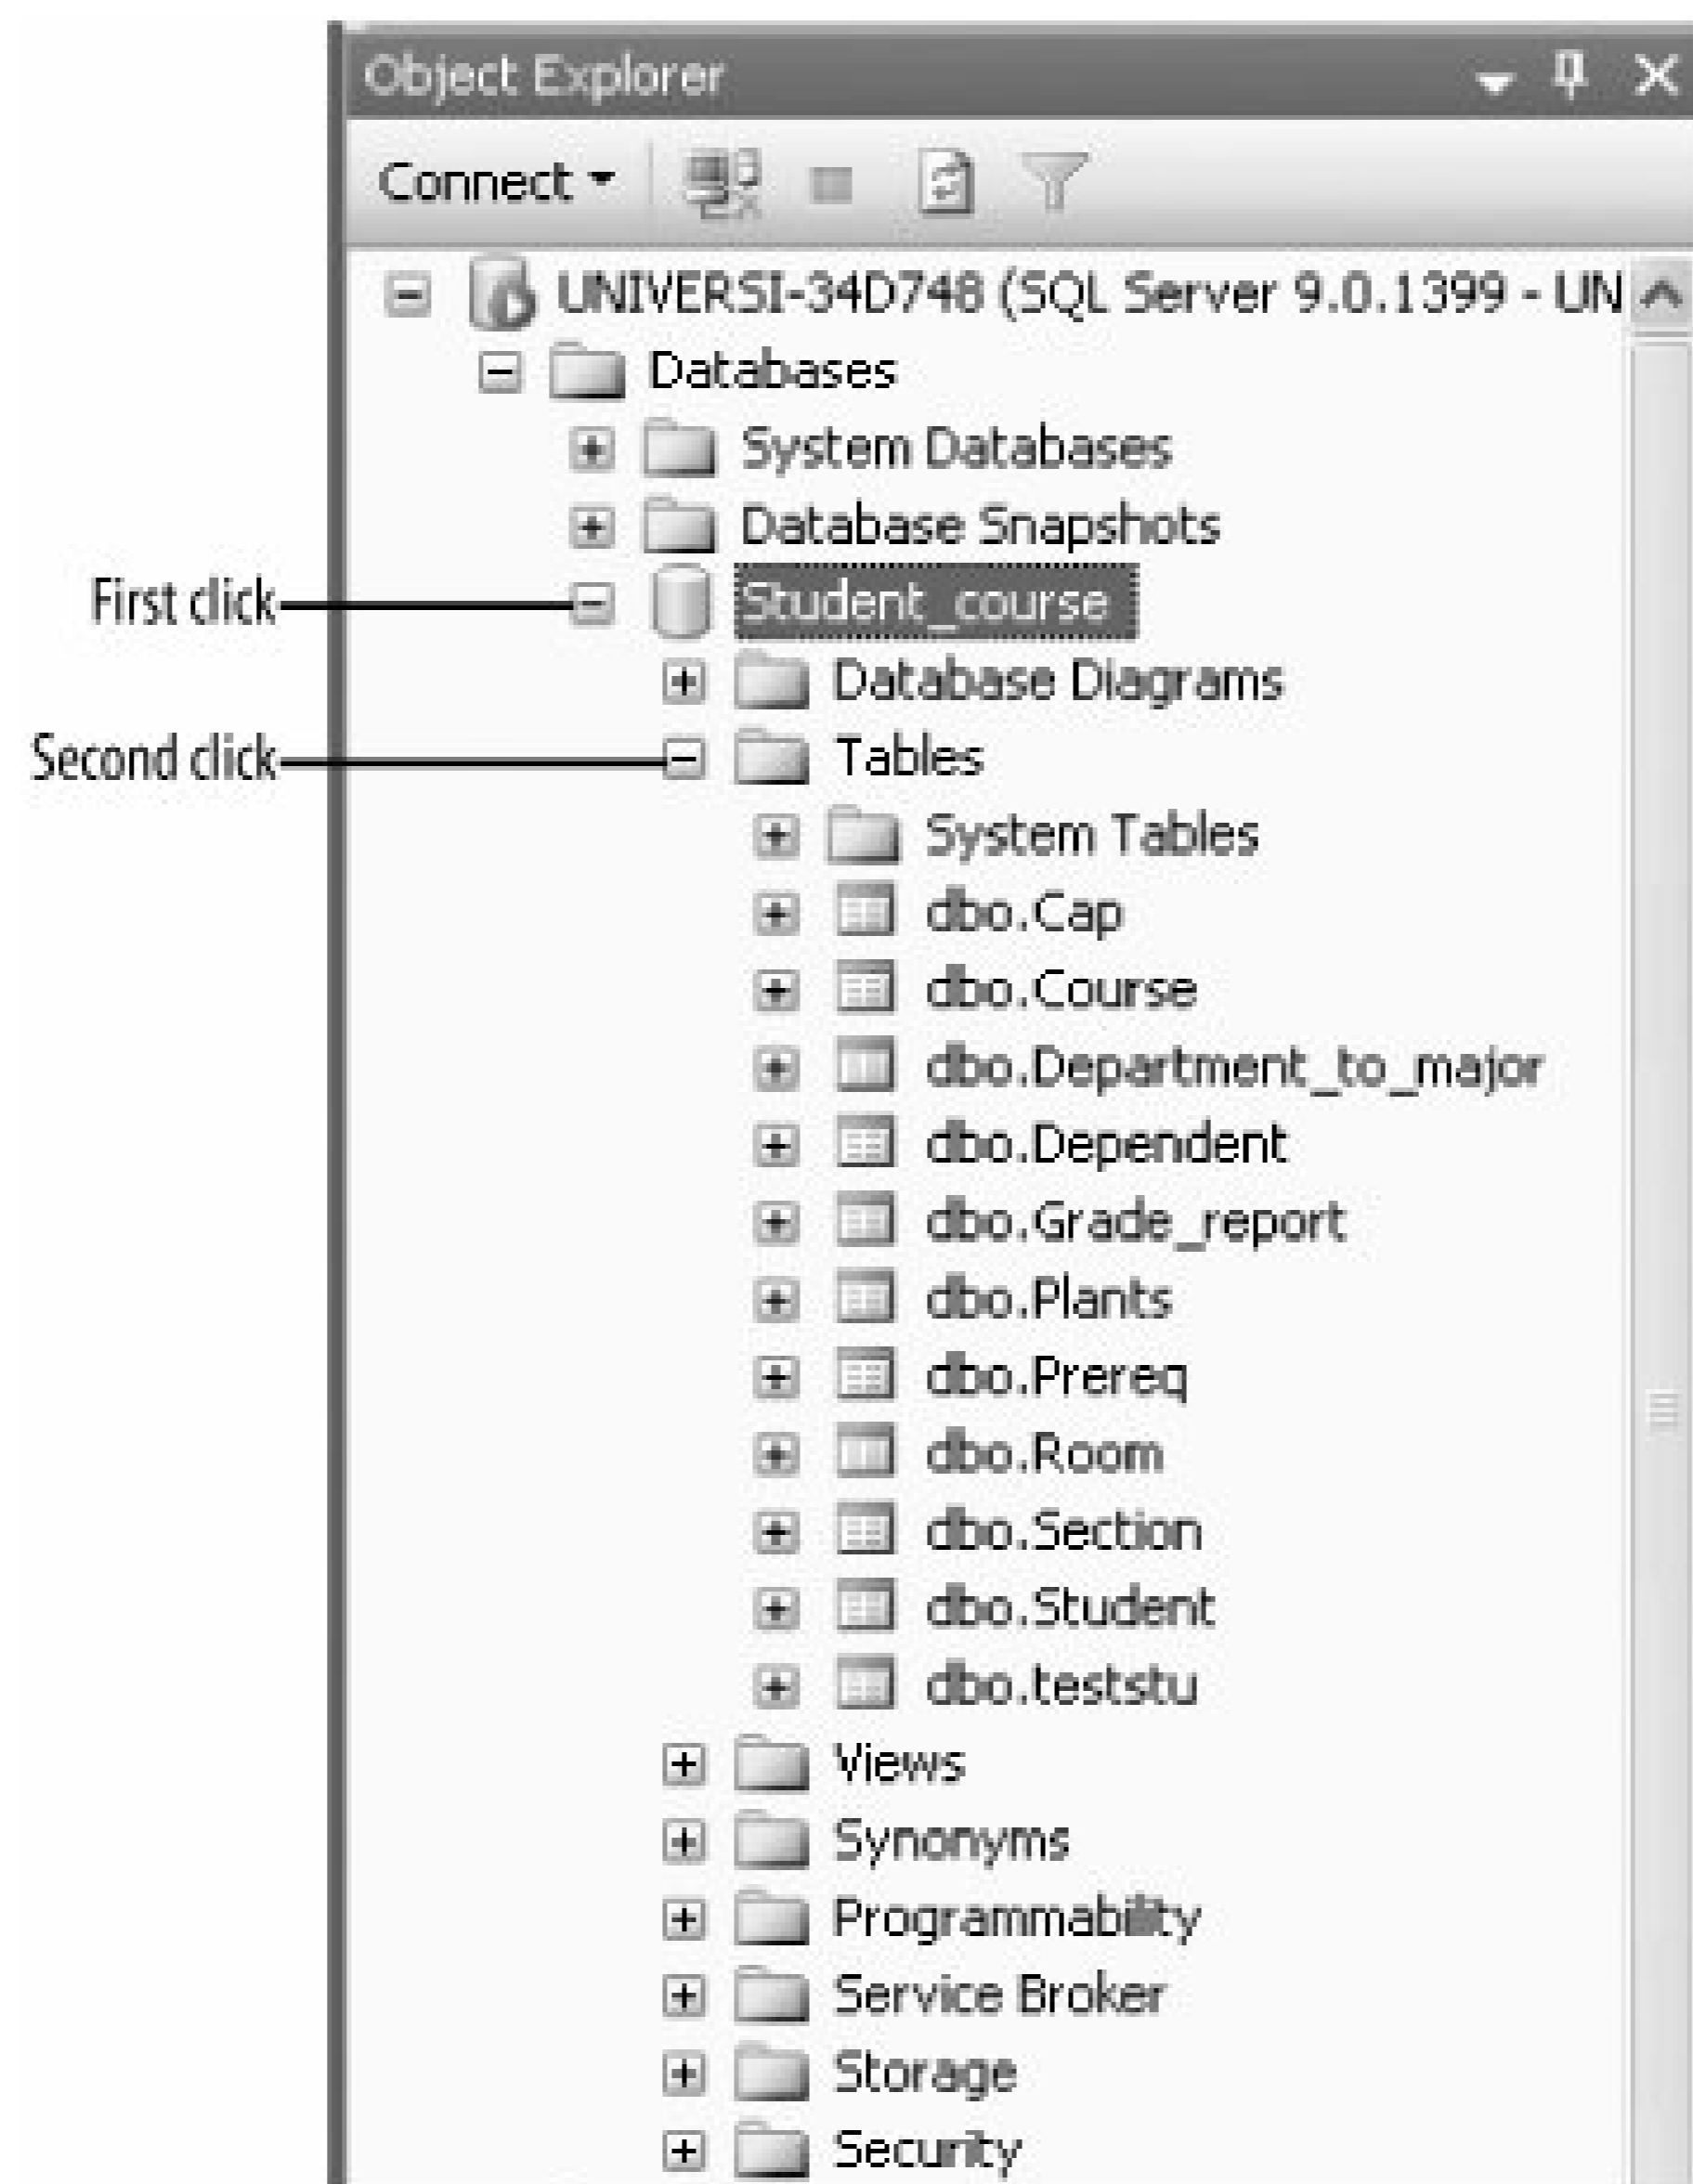 Object Explorer
Connect
UNIVERSI-34D748 (SQL Server 9.0.1399 - UN
Databases
System Databases
Database Snapshots
First click
Student_course
Database Diagrams
Second click
Tables
System Tables
dbo.Cap
dbo.Course
dbo.Department_to_major
dbo.Dependent
dbo.Grade_report
dbo.Plants
dbo.Prereq
dbo.Room
dbo.Section
dbo.Student
dbo.teststu
Views
Synonyms
Programmability
Service Broker
Storage
Security